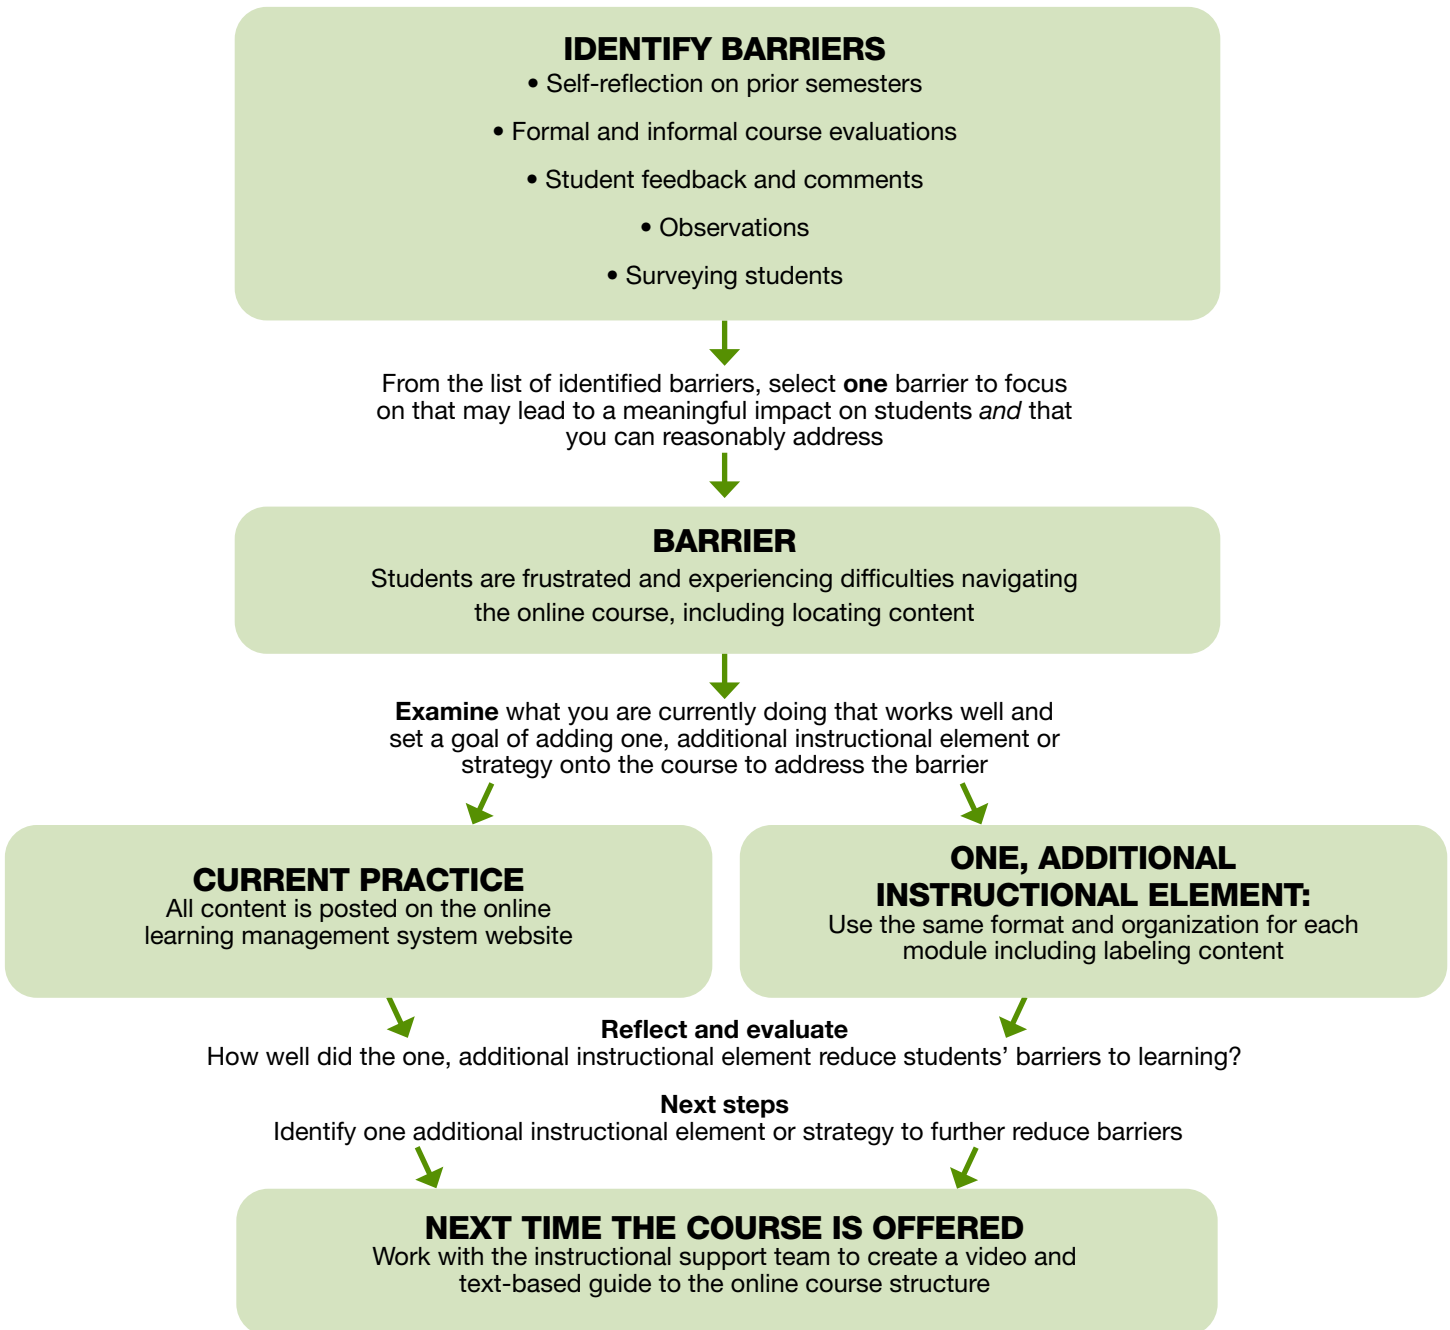 IDENTIFY BARRIERS
• Self-reflection on prior semesters
• Formal and informal course evaluations
• Student feedback and comments
• Observations
• Surveying students
From the list of identified barriers, select one barrier to focus
on that may lead to a meaningful impact on students and that
you can reasonably address
BARRIER
Students are frustrated and experiencing difficulties navigating
the online course, including locating content
Examine what you are currently doing that works well and
set a goal of adding one, additional instructional element or
strategy onto the course to address the barrier
CURRENT PRACTICE
All content is posted on the online
learning management system website
ONE, ADDITIONAL
INSTRUCTIONAL ELEMENT:
Use the same format and organization for each
module including labeling content
Reflect and evaluate
How well did the one, additional instructional element reduce students’ barriers to learning?
Next steps
Identify one additional instructional element or strategy to further reduce barriers
NEXT TIME THE COURSE IS OFFERED
Work with the instructional support team to create a video and
text-based guide to the online course structure